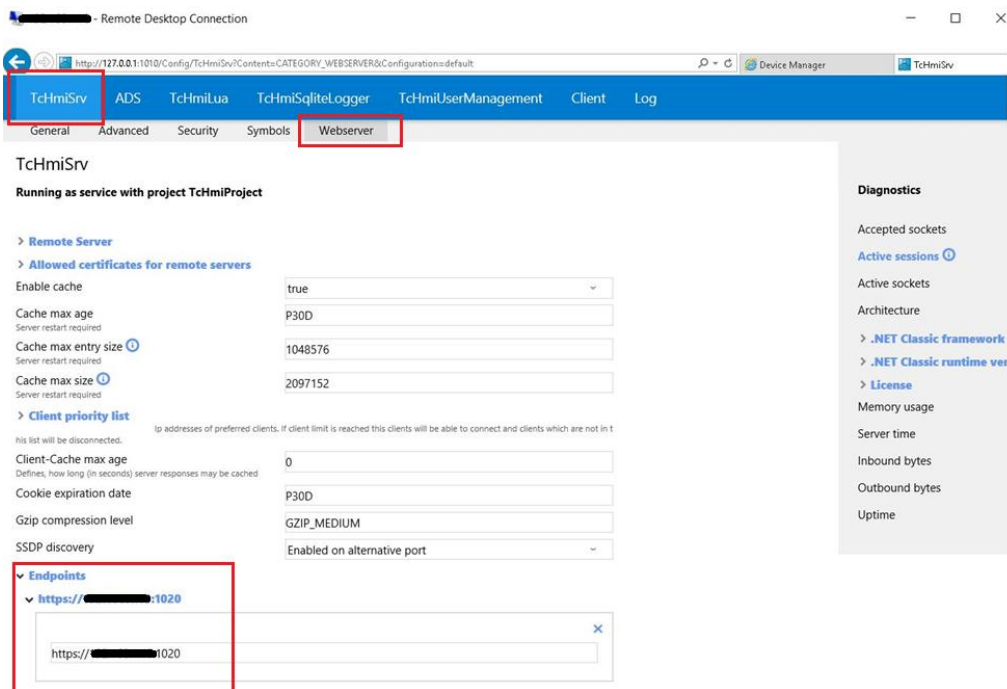 - Remote Desktop Connection
http://127.0.0.1:1010/Config/TcHmiSrv?Content=CATEGORY_WEBSERVER&Configuration=default
Device Manager
TcHmiSrv
TcHmiSrv ADS TcHmiLua TcHmiSqliteLogger TcHmiUserManagement Client Log
General Advanced Security Symbols Webserver
TcHmiSrv
Running as service with project TcHmiProject
Remote Server
Allowed certificates for remote servers
Enable cache true
Cache max age P30D
Server restart required
Cache max entry size 1048576
Server restart required
Cache max size 2097152
Server restart required
Client priority list
Ip addresses of preferred clients. If client limit is reached this clients will be able to connect and clients which are not in t
his list will be disconnected.
Client-Cache max age 0
Defines, how long (in seconds) server responses may be cached
Cookie expiration date P30D
Gzip compression level GZIP_MEDIUM
SSDP discovery Enabled on alternative port
Endpoints
https:// :1020
https:// 1020
Diagnostics
Accepted sockets
Active sessions
Active sockets
Architecture
.NET Classic framework
.NET Classic runtime ver
License
Memory usage
Server time
Inbound bytes
Outbound bytes
Uptime